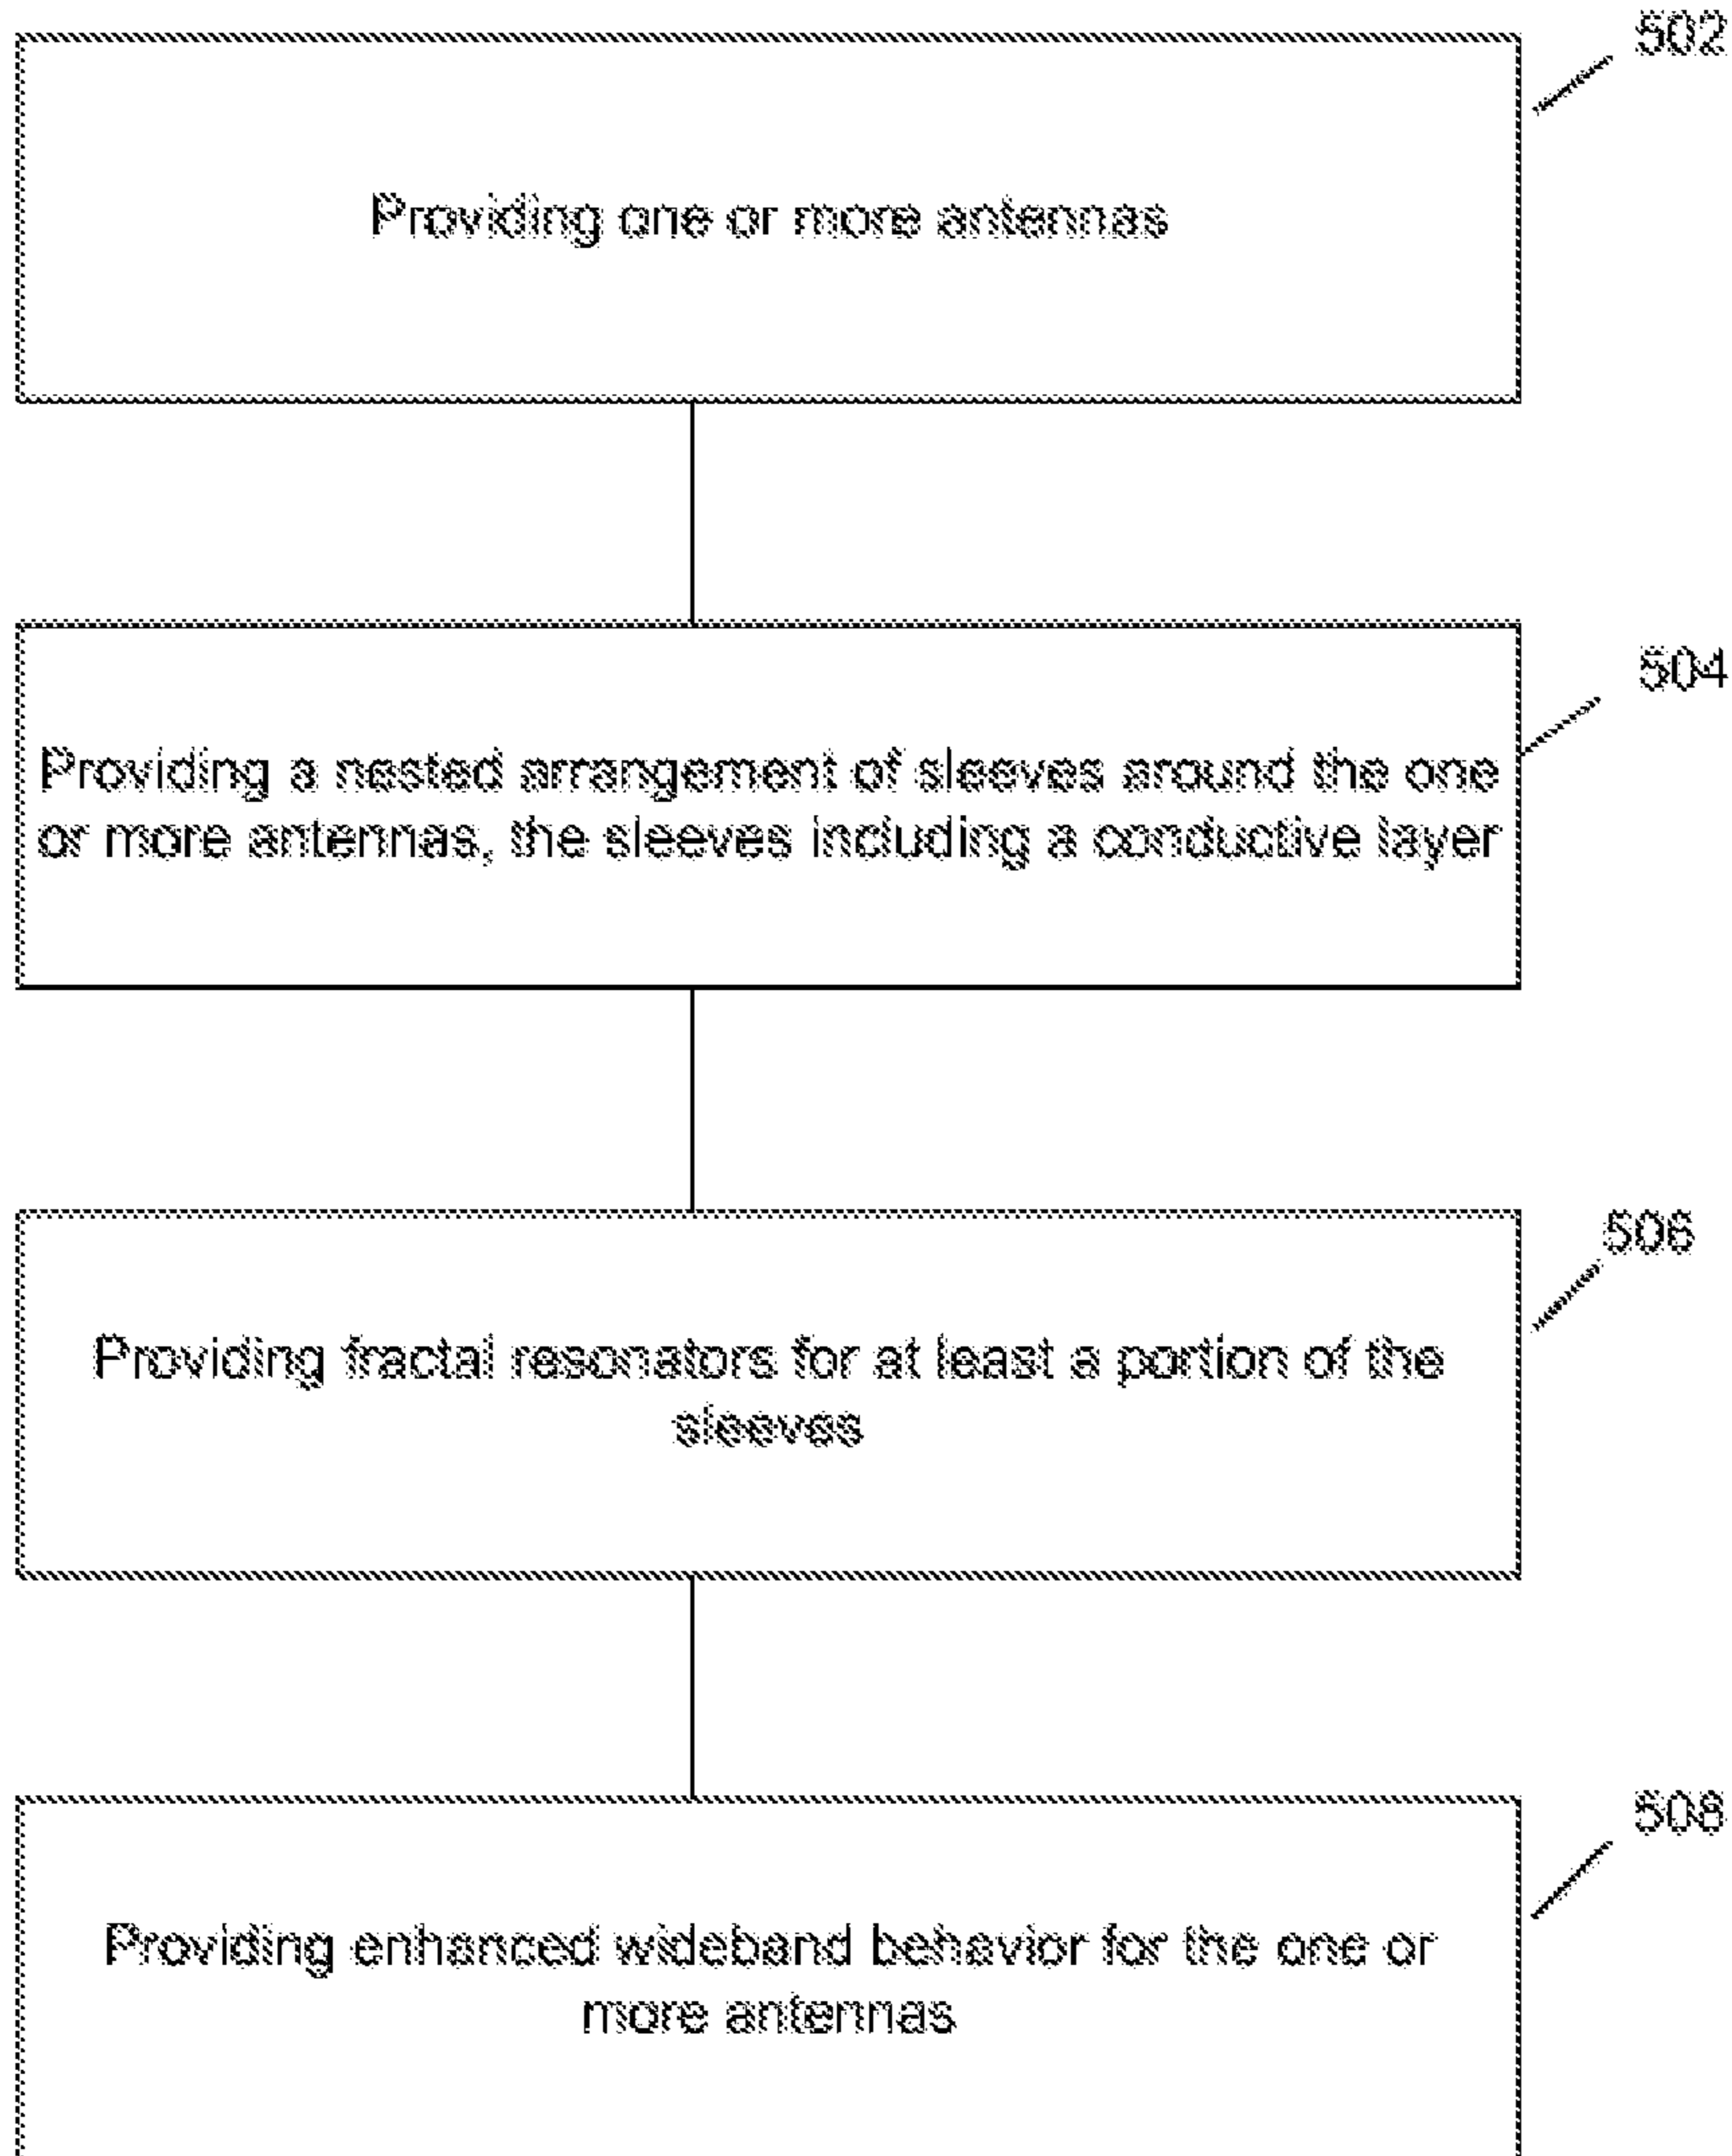 502
Providing one or more antennas
504
Providing a nested arrangement of sleeves around the one
or more antennas, the sleeves including a conductive layer
506
Providing fractal resonators for at least a portion of the
sleeves
508
Providing enhanced wideband behavior for the one or
more antennas